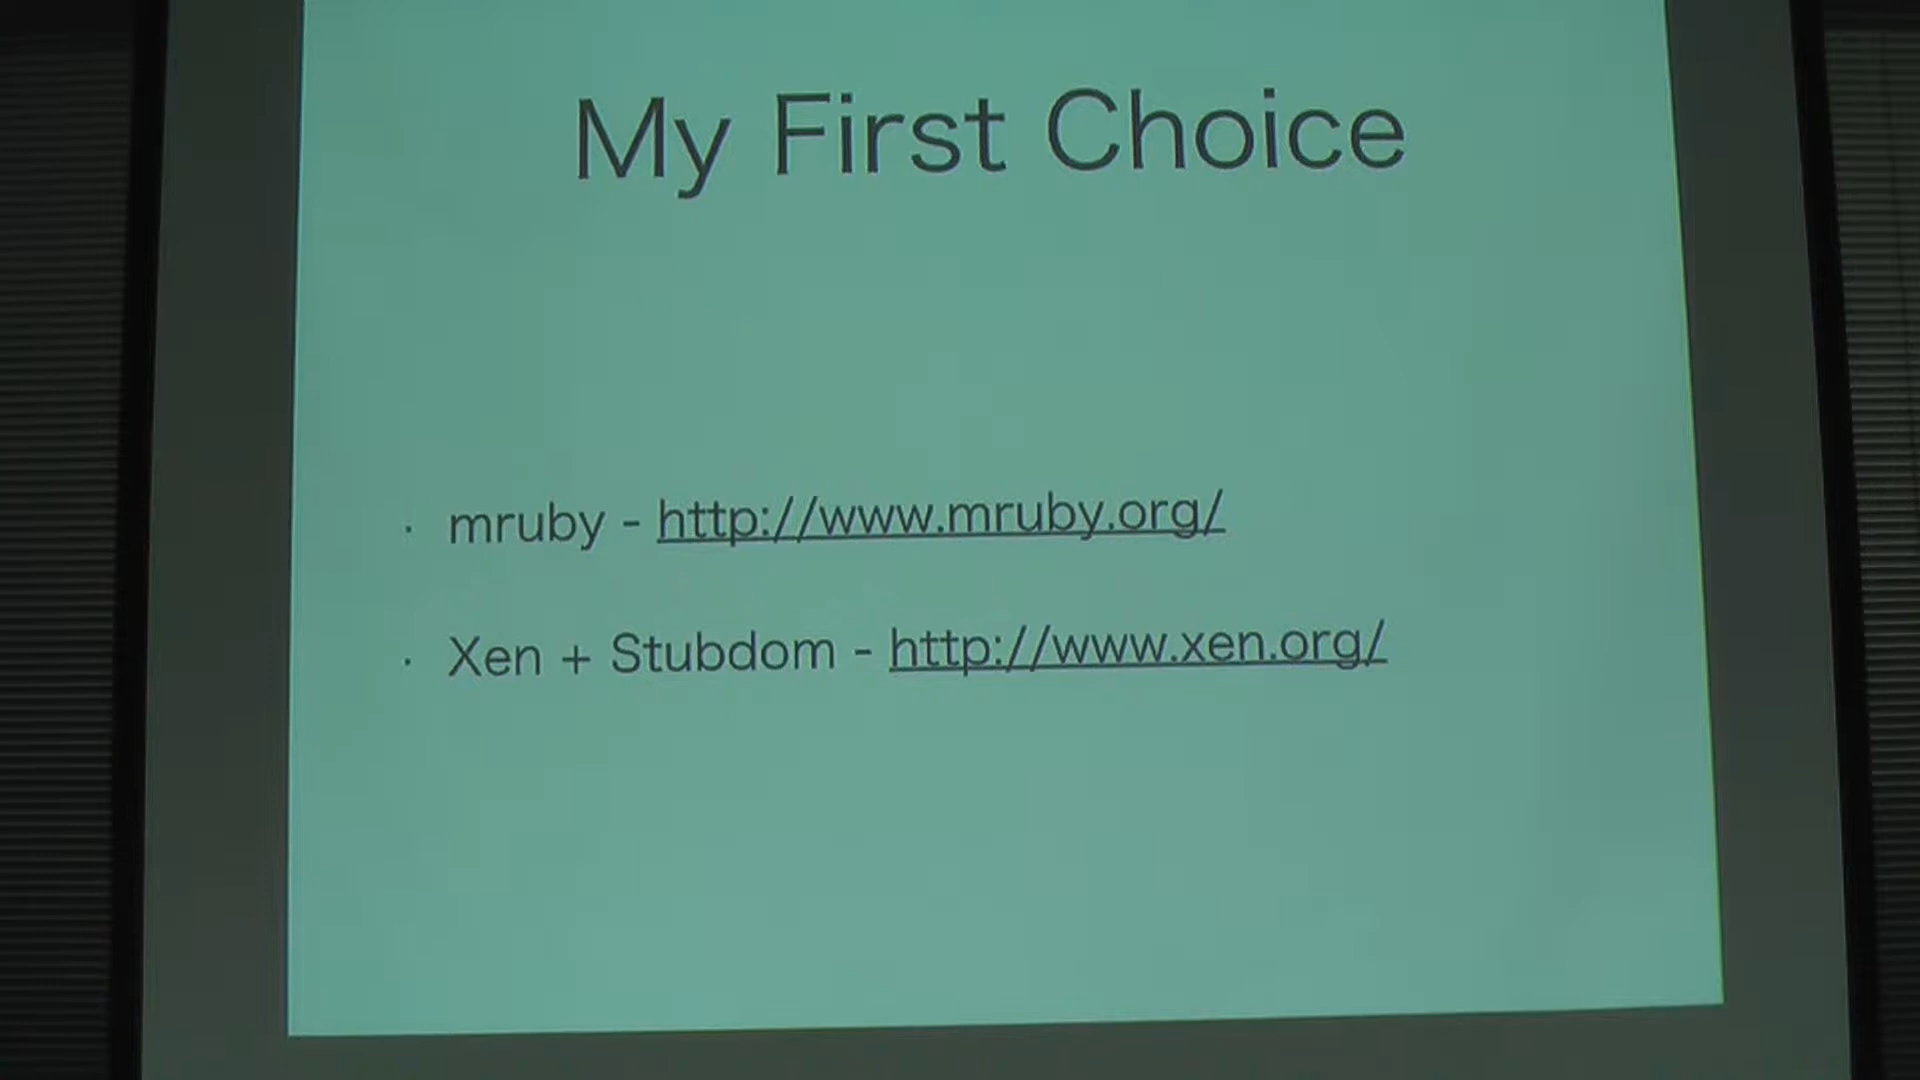 My First Choice
· mruby - http://www.mruby.org/
· Xen + Stubdom - http://www.xen.org/